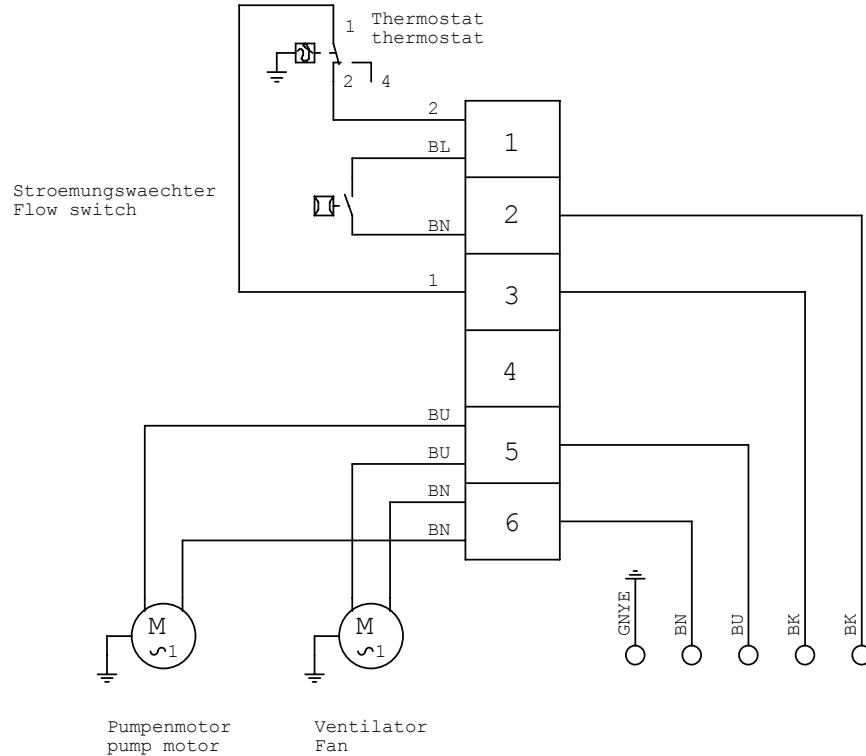 1
Thermostat
thermostat
2
4
2
1
BL
Stroemungswaechter
Flow switch
2
BN
1
3
4
BU
5
BU
BN
6
BN
GNYE
BN
BU
BK
BK
M
1
M
1
Pumpenmotor
pump motor
Ventilator
Fan